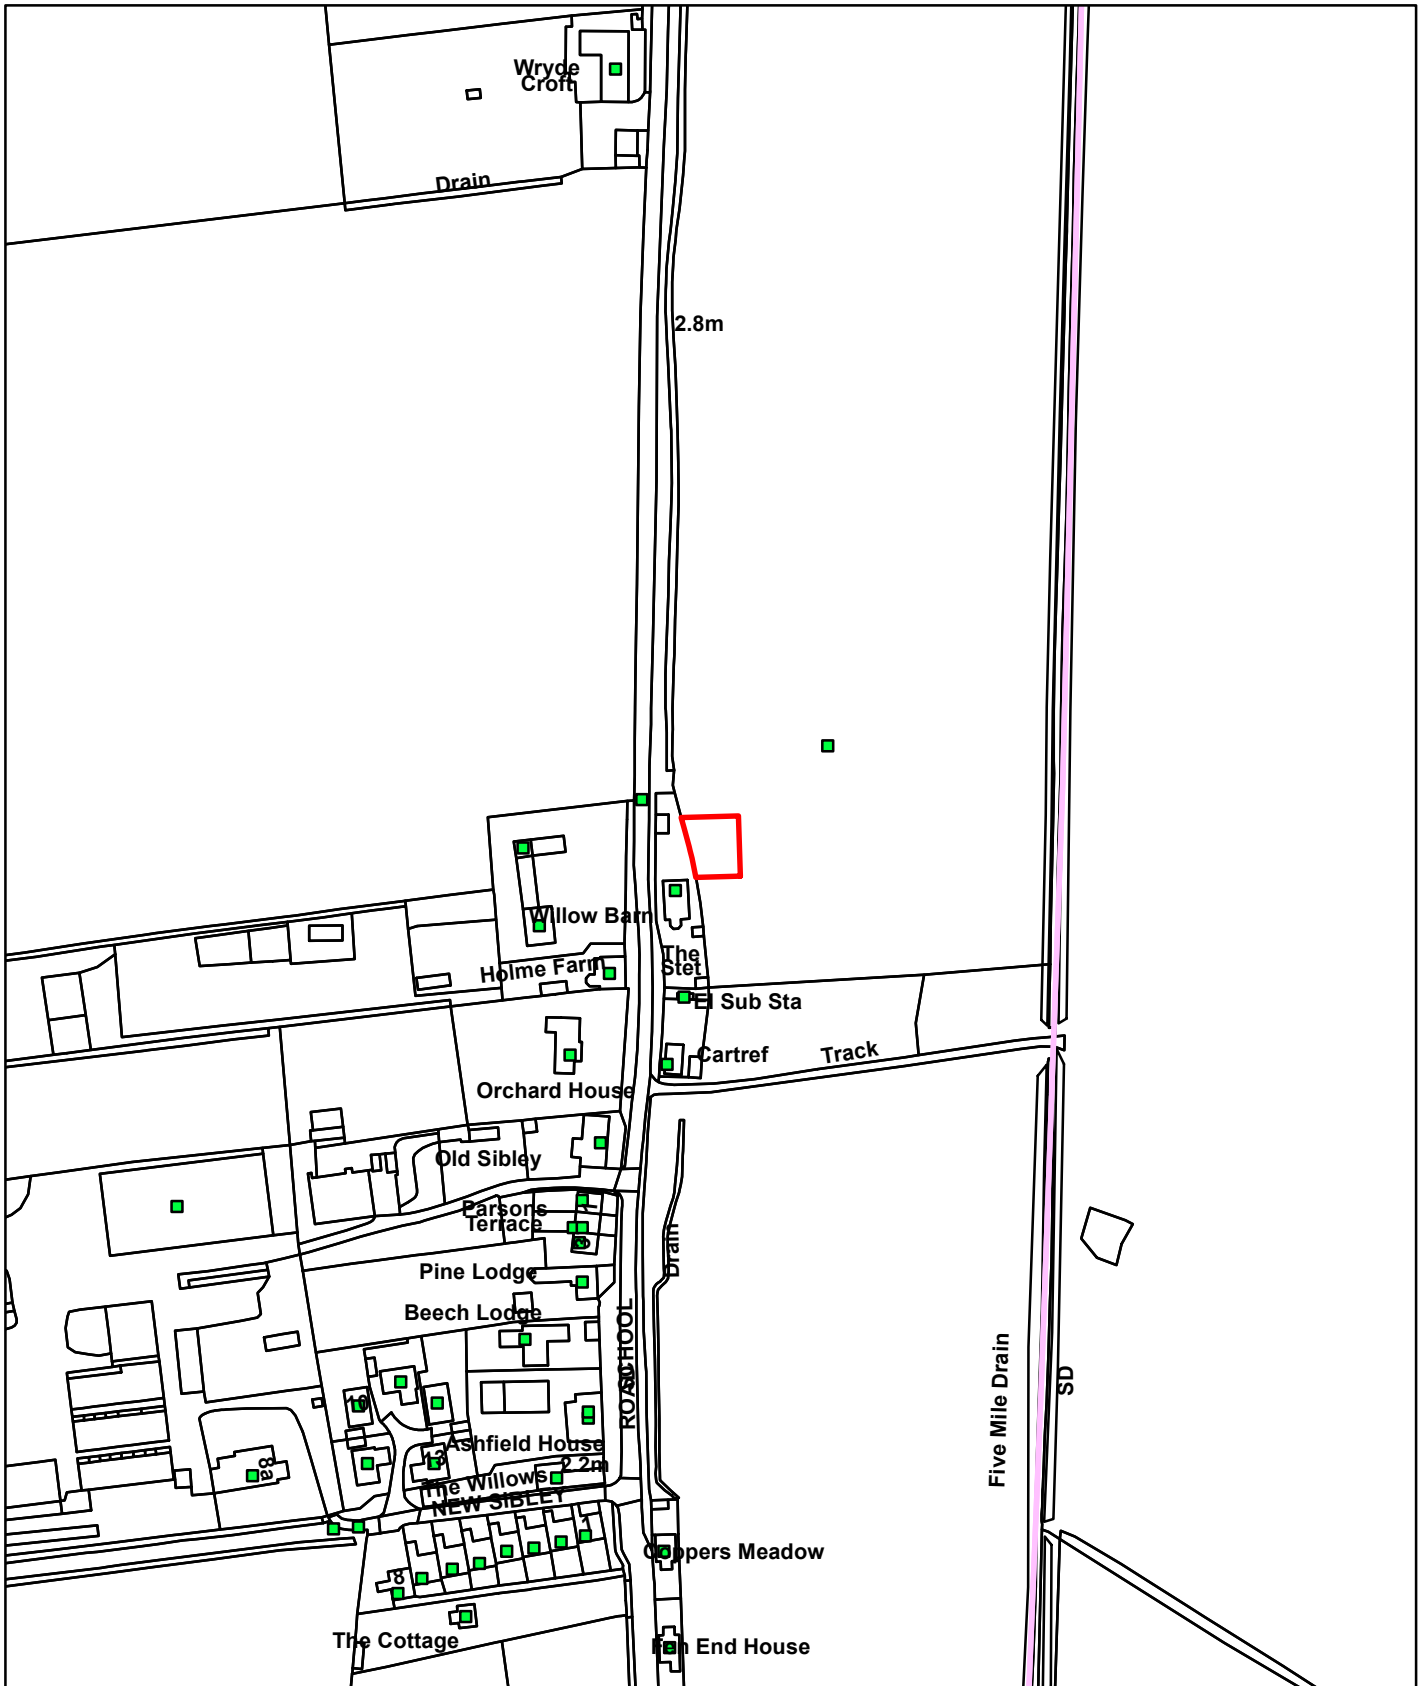 Wryde
Croft
Drain
2.8m
Willow Barn
The
Stet
Holme Farm
El Sub Sta
Cartref
Track
Orchard House
Old Sibley
Parsons
Terrace
1
3
Drain
Pine Lodge
Beech Lodge
SCHOOL
ROAD
Five Mile Drain
SD
10
Ashfield House
13
8a
2.2m
The Willows
NEW SIBLEY
1
Coppers Meadow
8
The Cottage
Fen End House